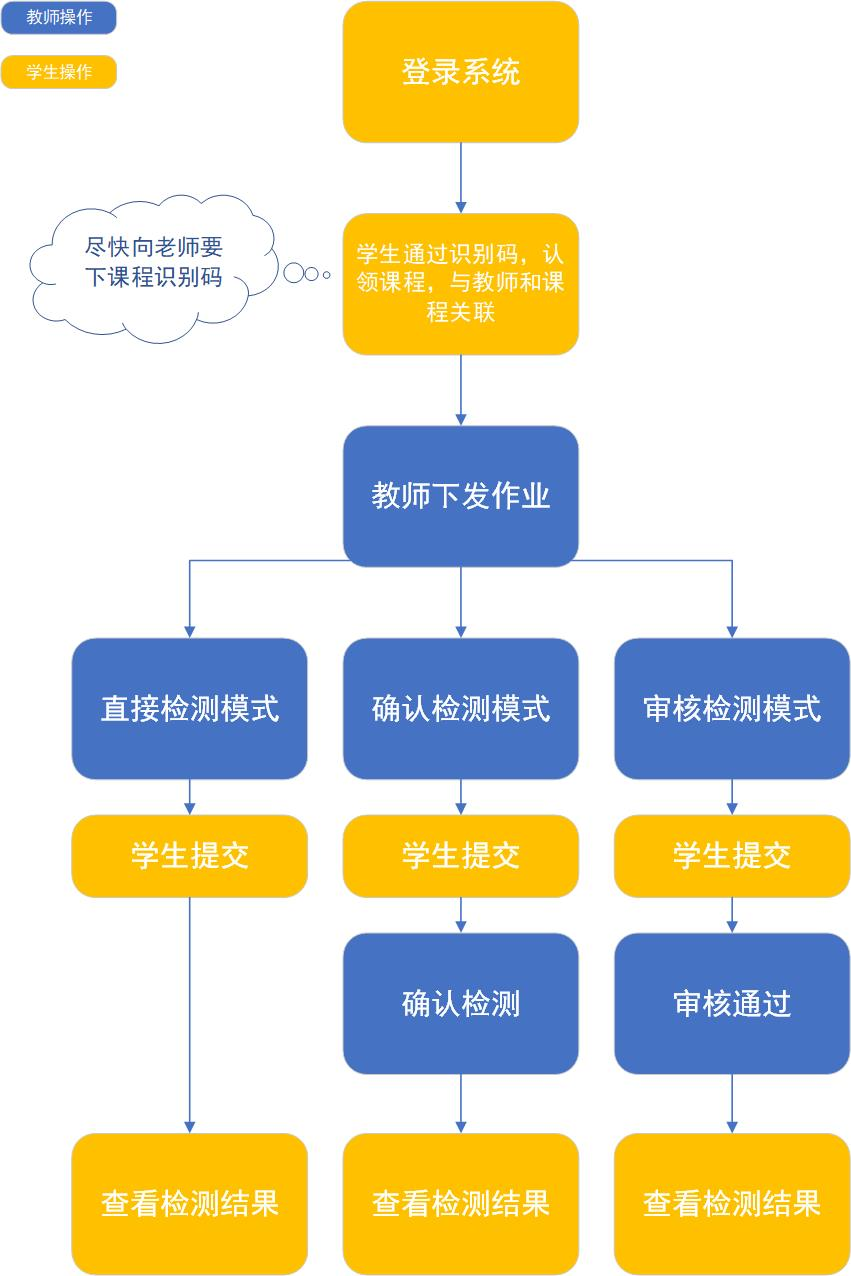 教师操作
学生操作
登录系统
尽快向老师要
下课程识别码
学生通过识别码，认
领课程，与教师和课
程关联
教师下发作业
直接检测模式
确认检测模式
审核检测模式
学生提交
学生提交
学生提交
确认检测
审核通过
查看检测结果
查看检测结果
查看检测结果